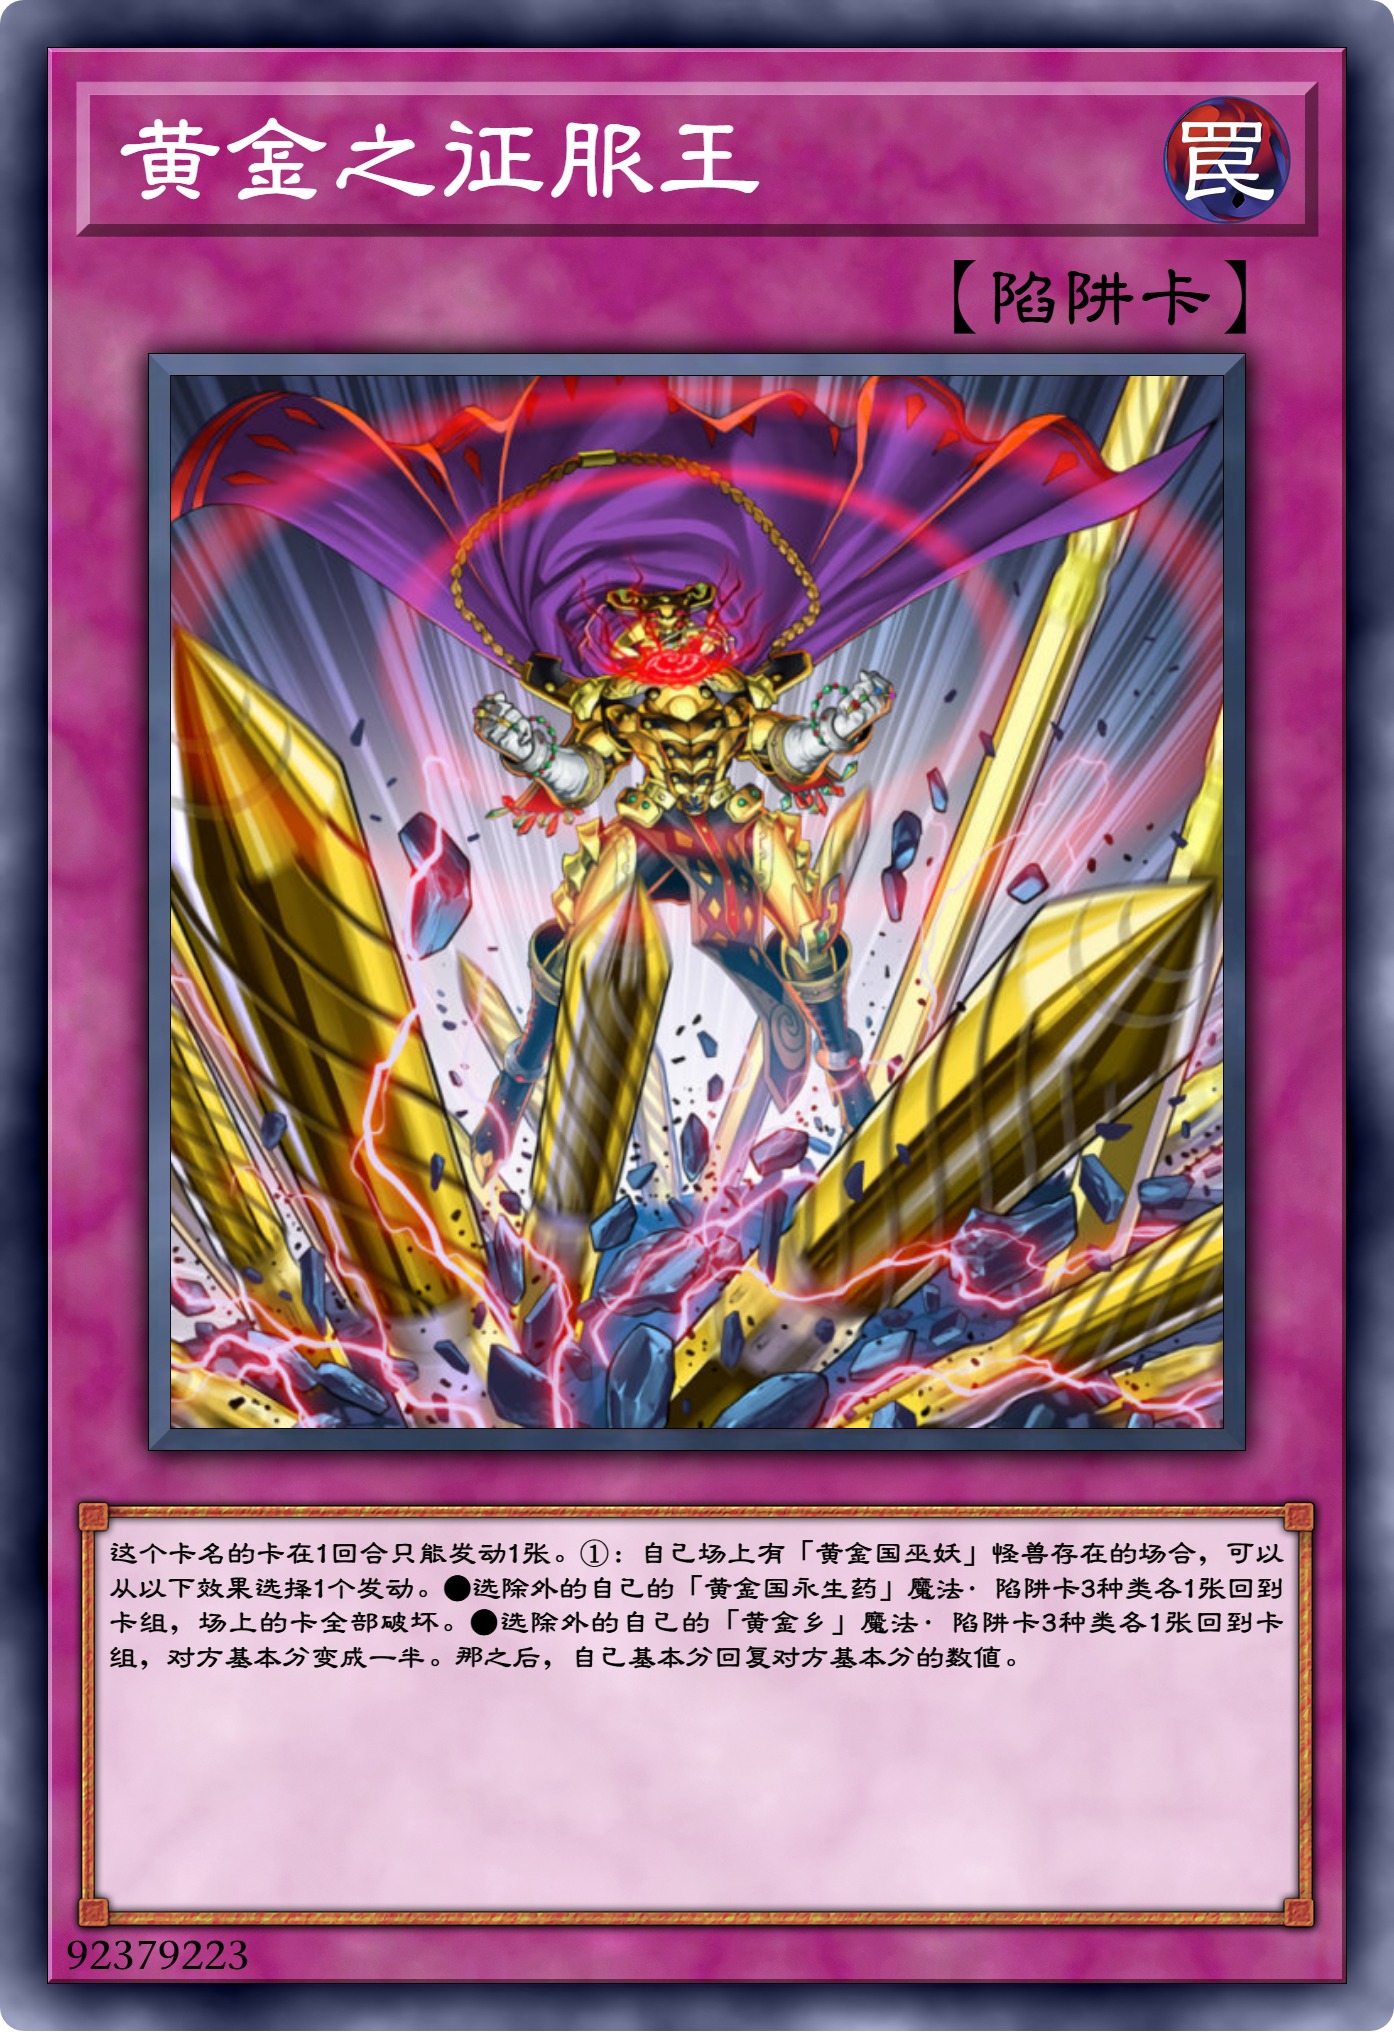 黄金之征服王
罠
【陷阱卡】
这个卡名的卡在1回合只能发动1张。①：自己场上有「黄金国巫妖」怪兽存在的场合，可以
从以下效果选择1个发动。●选除外的自己的「黄金国永生药」魔法·陷阱卡3种类各1张回到
卡组，场上的卡全部破坏。●选除外的自己的「黄金乡」魔法·陷阱卡3种类各1张回到卡
组，对方基本分变成一半。那之后，自己基本分回复对方基本分的数值。
92379223